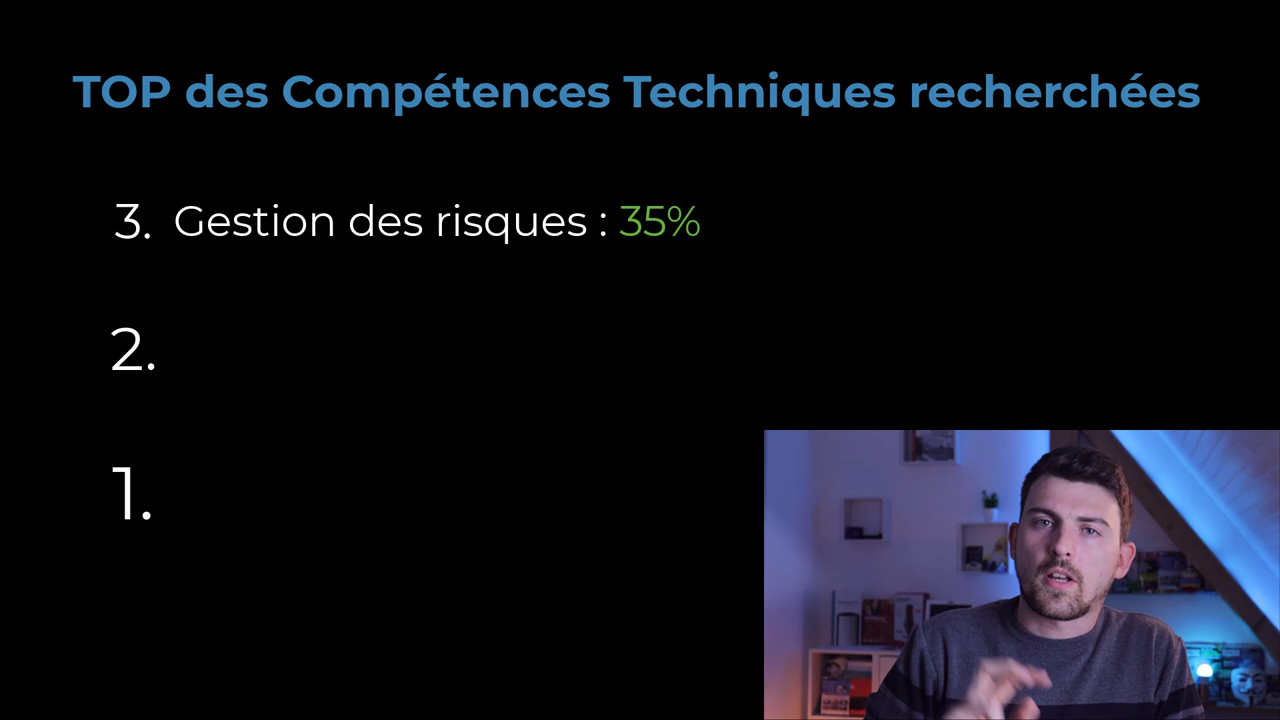 TOP des Compétences Techniques recherchées
3. Gestion des risques : 35%
2.
1.